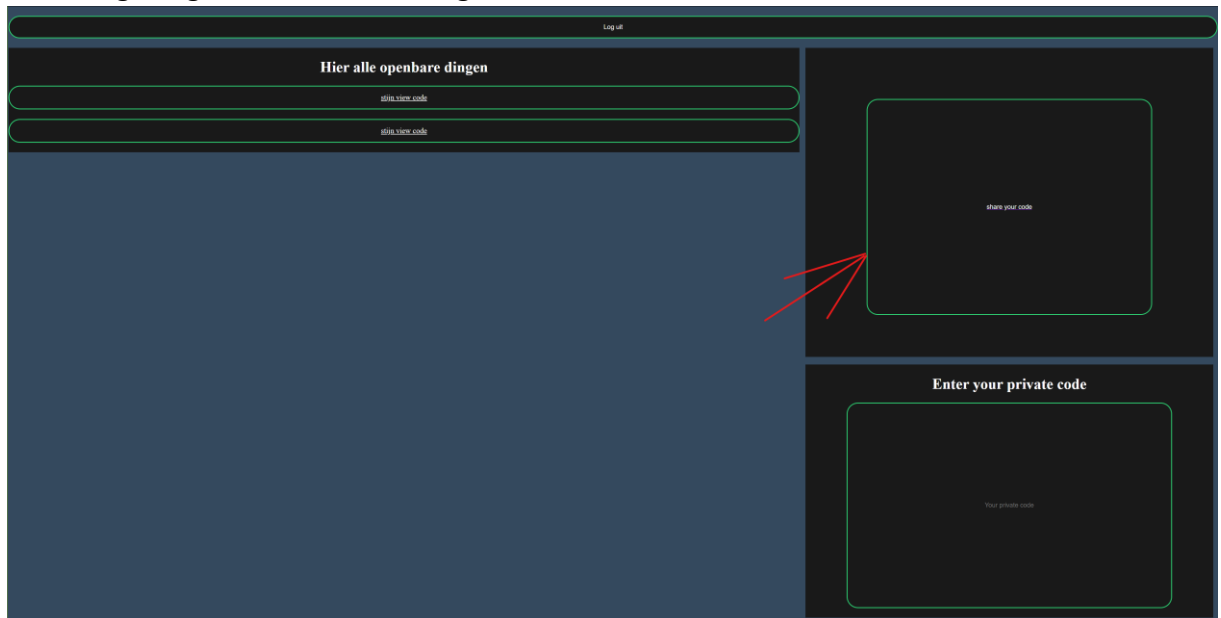 Log uit
Hier alle openbare dingen
stijn view code
stijn view code
share your code
Enter your private code
Your private code